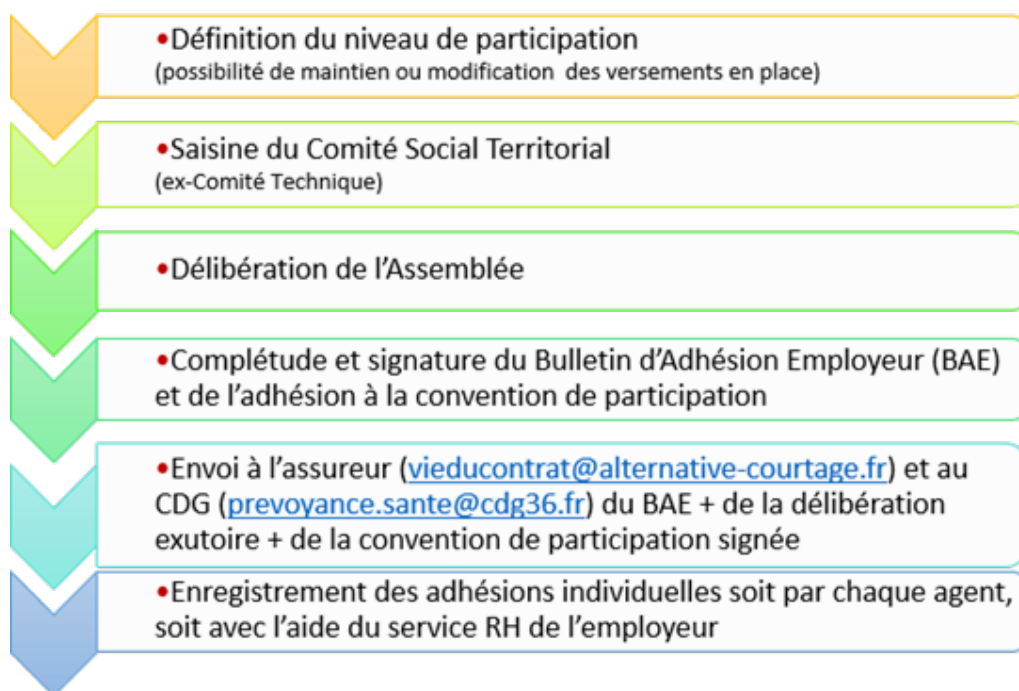 •Définition du niveau de participation
(possibilité de maintien ou modification des versements en place)
•Saisine du Comité Social Territorial
(ex-Comité Technique)
•Délibération de l'Assemblée
•Complétude et signature du Bulletin d'Adhésion Employeur (BAE)
et de l'adhésion à la convention de participation
•Envoi à l'assureur (vieducontrat@alternative-courtage.fr) et au
CDG (prevoyance.sante@cdg36.fr) du BAE + de la délibération
exutoire + de la convention de participation signée
•Enregistrement des adhésions individuelles soit par chaque agent,
soit avec l'aide du service RH de l'employeur